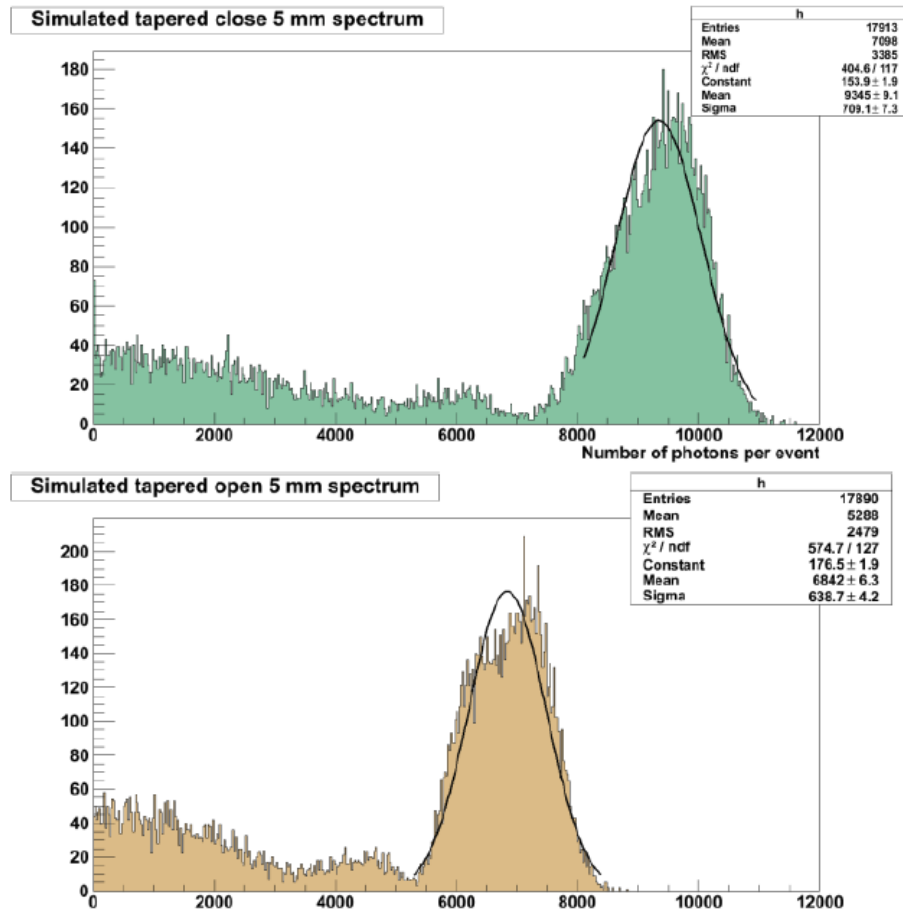 Simulated tapered close 5 mm spectrum
h
Entries 17913
Mean 7098
RMS 3385
χ² / ndf 404.6 / 117
Constant 153.9 ± 1.9
Mean 9345 ± 9.1
Sigma 709.1 ± 7.3
180
160
140
120
100
80
60
40
20
0
0 2000 4000 6000 8000 10000 12000
Number of photons per event
Simulated tapered open 5 mm spectrum
h
Entries 17890
Mean 5288
RMS 2479
χ² / ndf 574.7 / 127
Constant 176.5 ± 1.9
Mean 6842 ± 6.3
Sigma 638.7 ± 4.2
200
180
160
140
120
100
80
60
40
20
0
0 2000 4000 6000 8000 10000 12000